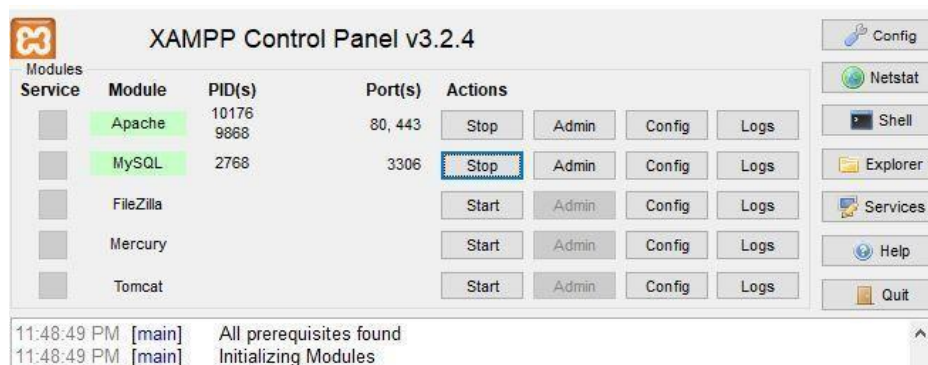 XAMPP Control Panel v3.2.4
Config
Modules
Netstat
Service Module PID(s) Port(s) Actions
Apache 10176 9868 80, 443 Stop Admin Config Logs
Shell
MySQL 2768 3306 Stop Admin Config Logs
Explorer
FileZilla Start Admin Config Logs
Services
Mercury Start Admin Config Logs
Help
Tomcat Start Admin Config Logs
Quit
11:48:49 PM [main] All prerequisites found
11:48:49 PM [main] Initializing Modules